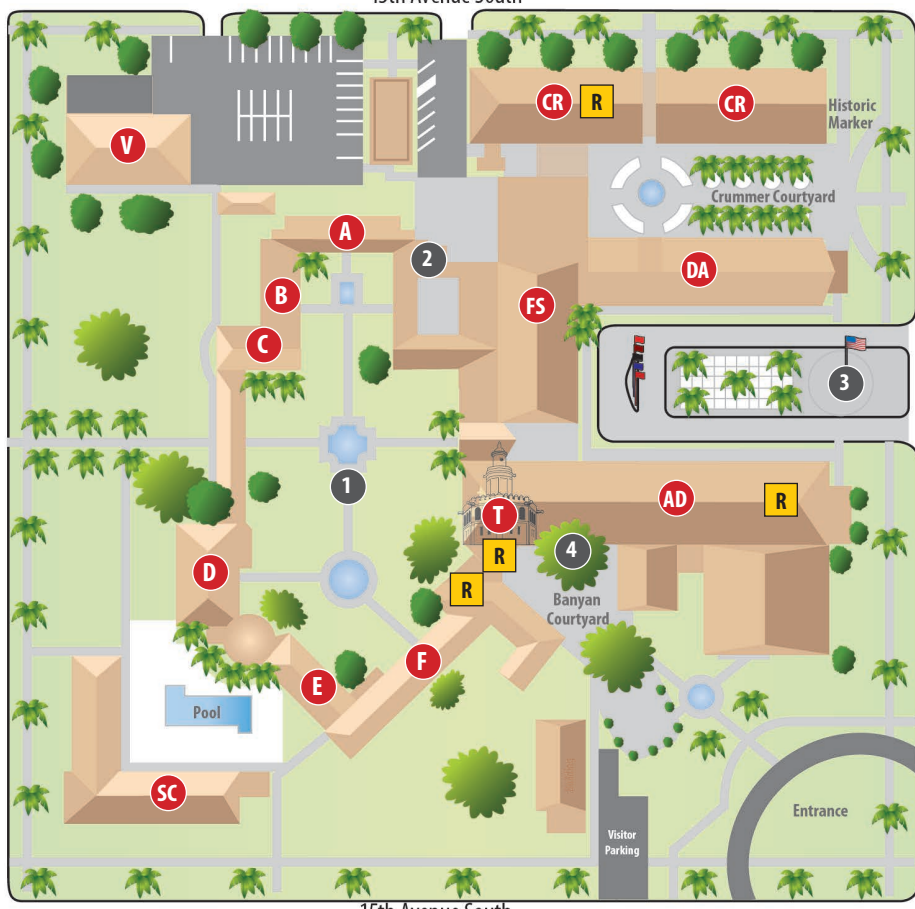 Avenue South
CR
R
CR
Historic
Marker
V
Crummer Courtyard
A
2
DA
B
FS
C
3
1
AD
R
T
4
R
D
R
Banyan
Courtyard
F
E
Pool
SC
Entrance
Visitor
Parking
15th Avenue South